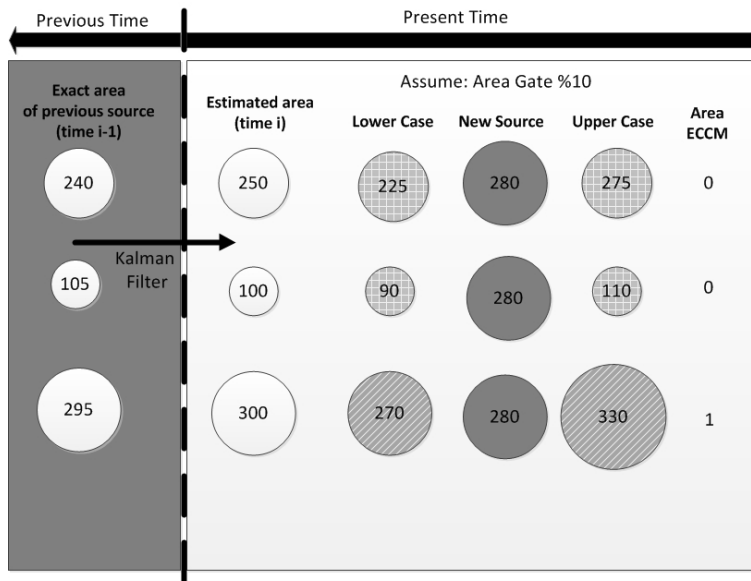 Previous Time
Present Time
Exact area
of previous source
(time i-1)
Assume: Area Gate %10
Estimated area
(time i)
Lower Case
New Source
Upper Case
Area
ECCM
240
250
225
280
275
0
Kalman
Filter
105
100
90
280
110
0
295
300
270
280
330
1